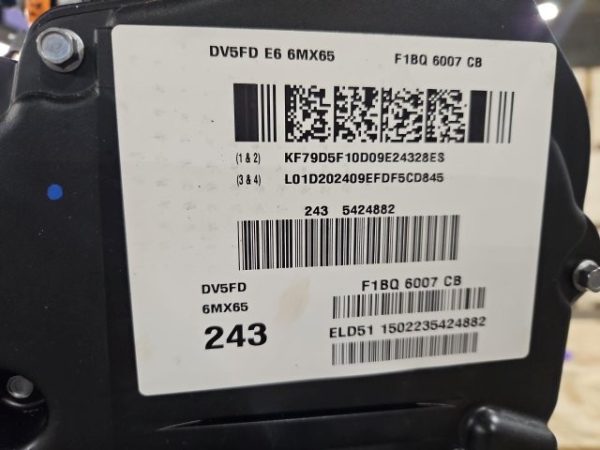 DV5FD E6 6MX65 F1BQ 6007 CB
(1 & 2) KF79D5F10D09E24328ES
(3 & 4) L01D202409EFDF5CD845
243 5424882
DV5FD F1BQ 6007 CB
6MX65
243 ELD51 1502235424882